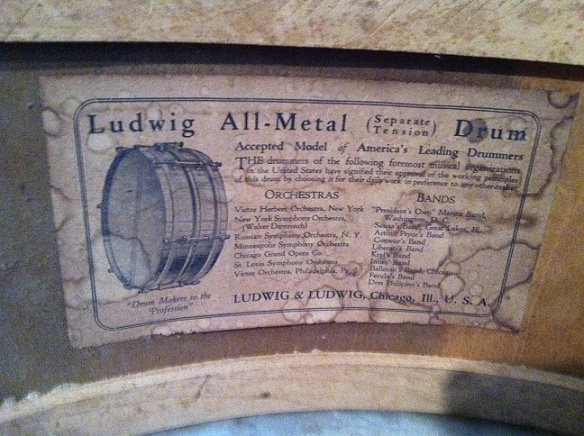 Ludwig All-Metal (Separate Tension) Drum
Accepted Model of America's Leading Drummers
THE drummers of the following foremost musical organizations
in the United States have signified their approval of the working principles
of this drum by choosing it for their daily work in preference to any other make.
ORCHESTRAS
Victor Herbert Orchestra, New York
New York Symphony Orchestra,
(Walter Damrosch)
Russian Symphony Orchestra, N. Y.
Minneapolis Symphony Orchestra
Chicago Grand Opera Co.
St. Louis Symphony Orchestra
Victor Orchestra, Philadelphia, Pa.
BANDS
"President's Own" Marine Band,
Washington, D. C.
Sousa's Band, Great Lakes, Ill.
Arthur Pryor's Band
Conway's Band
Liberati's Band
Kryl's Band
Innes' Band
Ballman's Band, Chicago
Ferulla's Band
Don Philipino's Band
"Drum Makers to the
Profession"
LUDWIG & LUDWIG, Chicago, Ill., U. S. A.